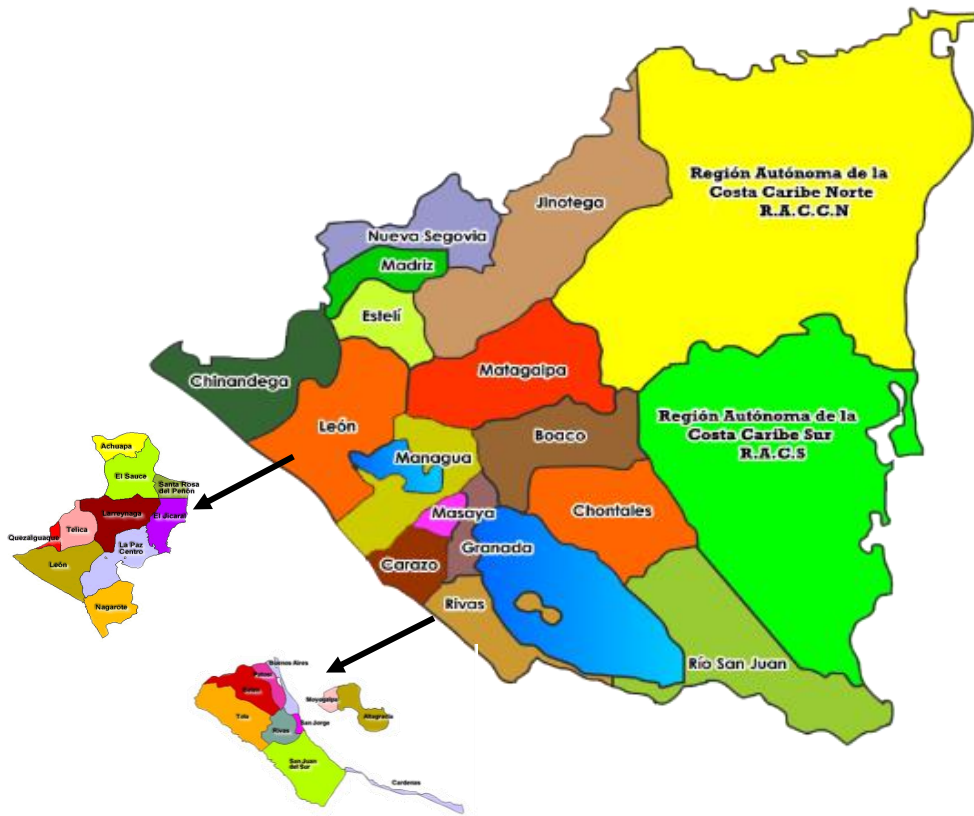 Región Autónoma de la
Costa Caribe Norte
R.A.C.C.N
Jinotega
Nueva Segovia
Madriz
Estelí
Matagalpa
Chinandega
León
Región Autónoma de la
Costa Caribe Sur
R.A.C.S
Boaco
Managua
Chontales
Masaya
Granada
Carazo
Rivas
Río San Juan
Achuapa
El Sauce
Santa Rosa
del Peñón
Larreynaga
El Jicaral
Telica
Quezalguaque
La Paz
Centro
León
Nagarote
Buenos Aires
Potosí
Belén
Moyogalpa
Altagracia
Tola
San Jorge
Rivas
San Juan
del Sur
Cardenas